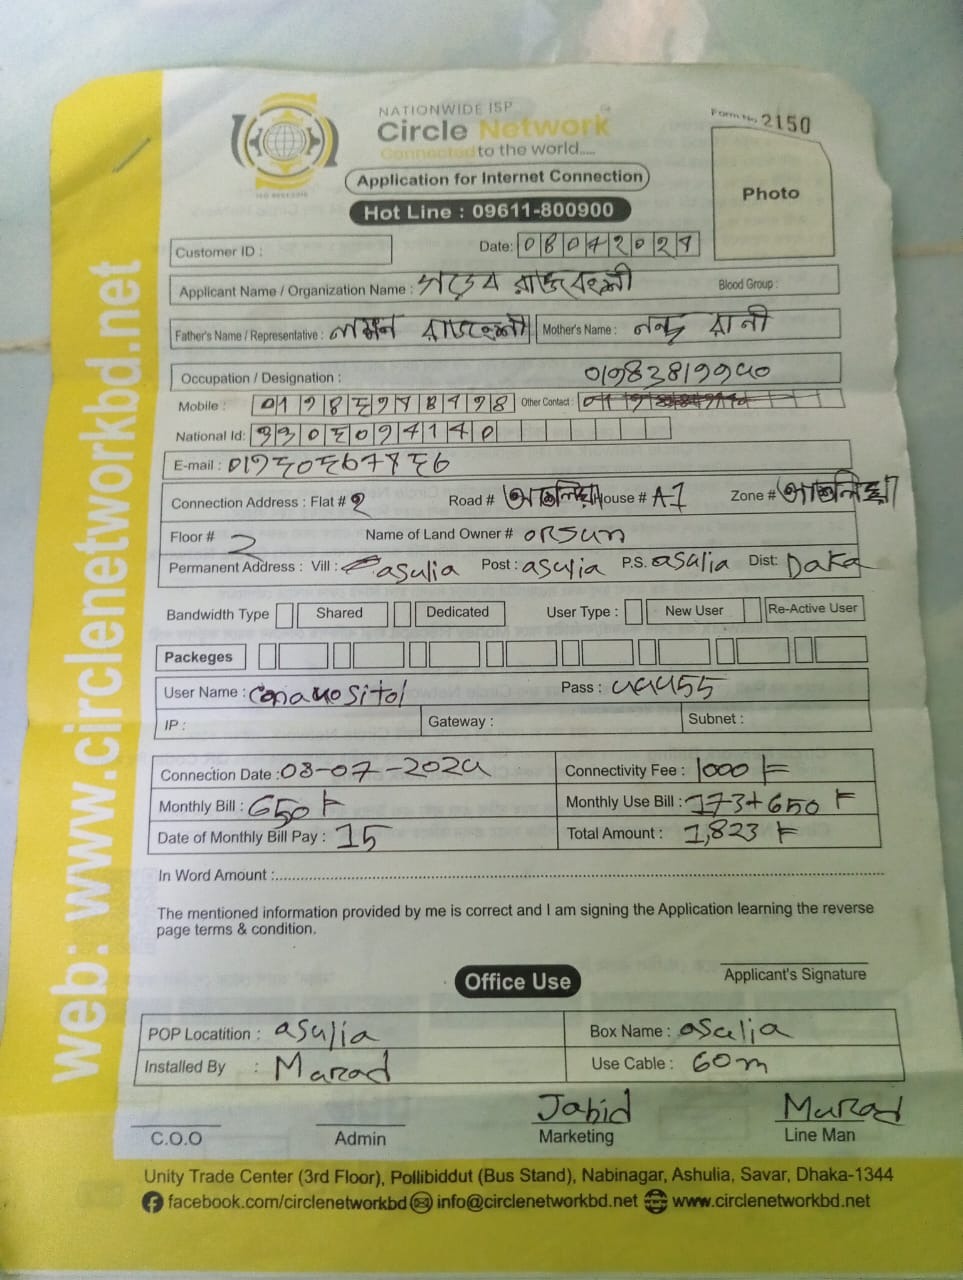 NATIONWIDE ISP
Circle Network
Connected to the world.....
Form No. 2150
Application for Internet Connection
Photo
Hot Line : 09611-800900
Customer ID :
Date: 08072024
Applicant Name / Organization Name : রাজবংশী
Blood Group :
Father's Name / Representative :
Mother's Name : রানী
Occupation / Designation :
Mobile :
Other Contact :
National Id:
E-mail :
Connection Address : Flat # 2 Road # House # A1 Zone #
Floor # 2 Name of Land Owner # orsun
Permanent Address : Vill : asulia Post : asulia P.S. asulia Dist: Daka
Bandwidth Type Shared Dedicated User Type : New User Re-Active User
Packeges
User Name : Pass :
IP : Gateway : Subnet :
Connection Date : 08-07-2024 Connectivity Fee : 1000 F
Monthly Bill : 650 F Monthly Use Bill : 173+650 F
Date of Monthly Bill Pay : 15 Total Amount : 1,823 F
In Word Amount :..........
The mentioned information provided by me is correct and I am signing the Application learning the reverse
page terms & condition.
Applicant's Signature
Office Use
POP Locatition : asulia Box Name : asulia
Installed By : Marad Use Cable : 60m
Jahid Marad
C.O.O Admin Marketing Line Man
Unity Trade Center (3rd Floor), Pollibiddut (Bus Stand), Nabinagar, Ashulia, Savar, Dhaka-1344
facebook.com/circlenetworkbd info@circlenetworkbd.net www.circlenetworkbd.net
web: www.circlenetworkbd.net